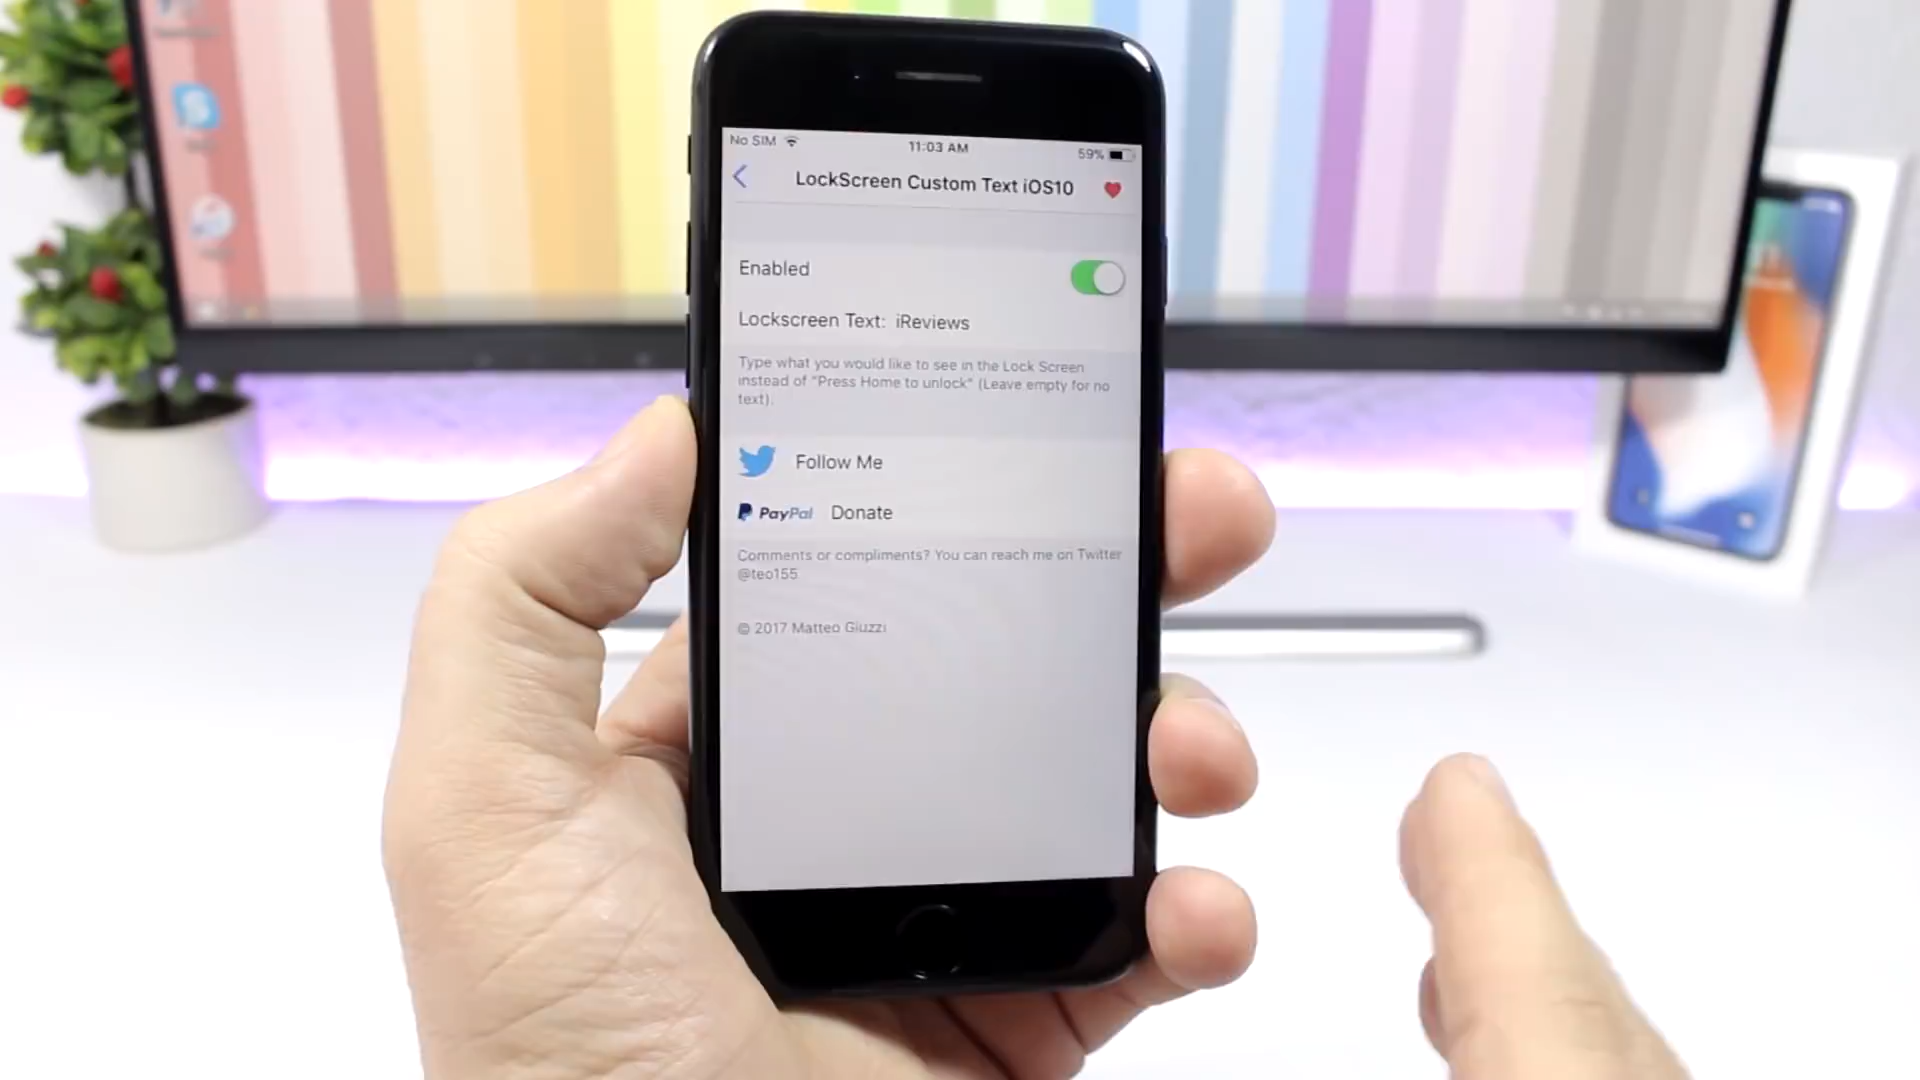 No SIM 11:03 AM 59%
LockScreen Custom Text iOS10
Enabled
Lockscreen Text: iReviews
Type what you would like to see in the Lock Screen
instead of "Press Home to unlock" (Leave empty for no
text).
Follow Me
PayPal Donate
Comments or compliments? You can reach me on Twitter
@teo155
© 2017 Matteo Giuzzi